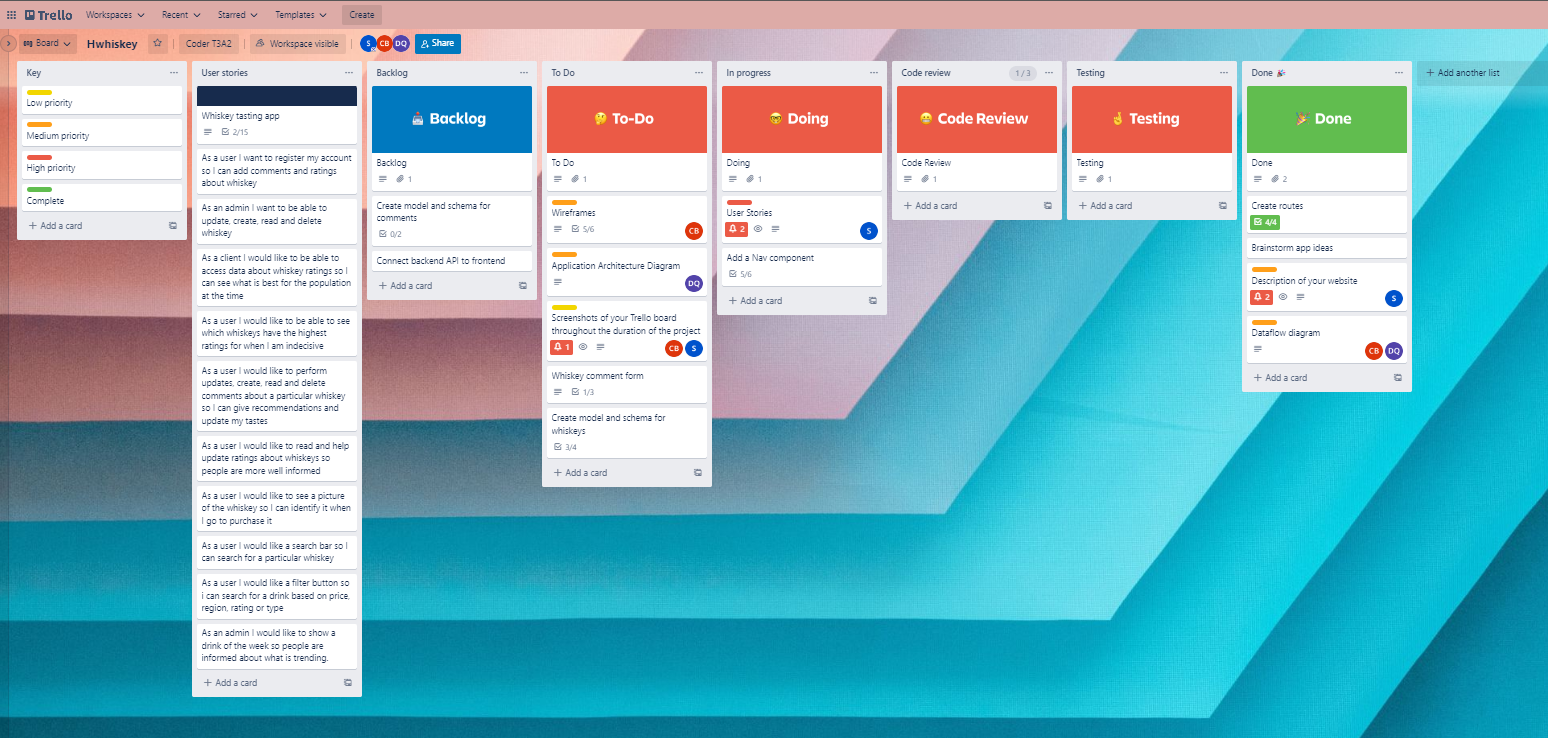 Trello
Workspaces
Recent
Starred
Templates
Create
Board
Hwhiskey
Coder T3A2
Workspace visible
S
CB
DQ
Share
Key
Low priority
Medium priority
High priority
Complete
+ Add a card
User stories
Whiskey tasting app
2/15
As a user I want to register my account
so I can add comments and ratings
about whiskey
As an admin I want to be able to
update, create, read and delete
whiskey
As a client I would like to be able to
access data about whiskey ratings so I
can see what is best for the population
at the time
As a user I would like to be able to see
which whiskeys have the highest
ratings for when I am indecisive
As a user I would like to perform
updates, create, read and delete
comments about a particular whiskey
so I can give recommendations and
update my tastes
As a user I would like to read and help
update ratings about whiskeys so
people are more well informed
As a user I would like to see a picture
of the whiskey so I can identify it when
I go to purchase it
As a user I would like a search bar so I
can search for a particular whiskey
As a user I would like a filter button so
i can search for a drink based on price,
region, rating or type
As an admin I would like to show a
drink of the week so people are
informed about what is trending.
+ Add a card
Backlog
Backlog
Backlog
1
Create model and schema for
comments
0/2
Connect backend API to frontend
+ Add a card
To Do
To-Do
To Do
1
Wireframes
5/6
CB
Application Architecture Diagram
DQ
Screenshots of your Trello board
throughout the duration of the project
1
CB
S
Whiskey comment form
1/3
Create model and schema for
whiskeys
3/4
+ Add a card
In progress
Doing
Doing
1
User Stories
2
S
Add a Nav component
5/6
+ Add a card
Code review
1 / 3
Code Review
Code Review
1
+ Add a card
Testing
Testing
Testing
1
+ Add a card
Done 🎉
Done
Done
2
Create routes
4/4
Brainstorm app ideas
Description of your website
2
S
Dataflow diagram
CB
DQ
+ Add a card
+ Add another list